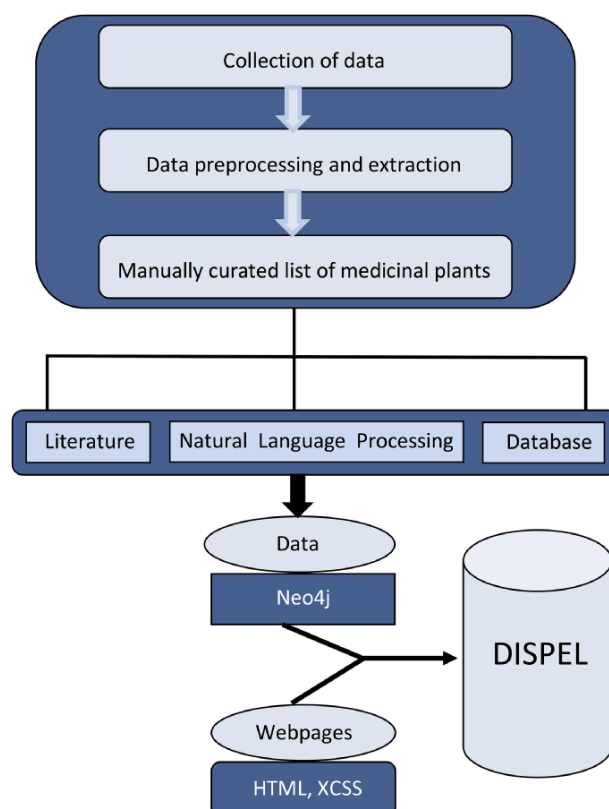 Collection of data
Data preprocessing and extraction
Manually curated list of medicinal plants
Literature
Natural Language Processing
Database
Data
Neo4j
DISPEL
Webpages
HTML, XCSS